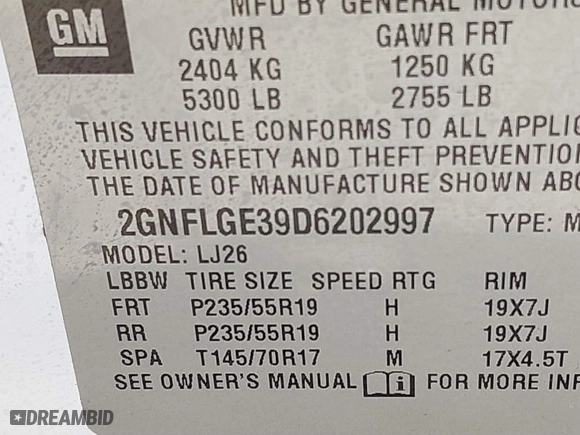 GM
MFD BY GENERAL MOTORS
GVWR GAWR FRT
2404 KG 1250 KG
5300 LB 2755 LB
THIS VEHICLE CONFORMS TO ALL APPLIC
VEHICLE SAFETY AND THEFT PREVENTION
THE DATE OF MANUFACTURE SHOWN ABO
2GNFLGE39D6202997 TYPE: M
MODEL: LJ26
LBBW TIRE SIZE SPEED RTG RIM
FRT P235/55R19 H 19X7J
RR P235/55R19 H 19X7J
SPA T145/70R17 M 17X4.5T
SEE OWNER'S MANUAL i FOR MORE INF
DREAMBID